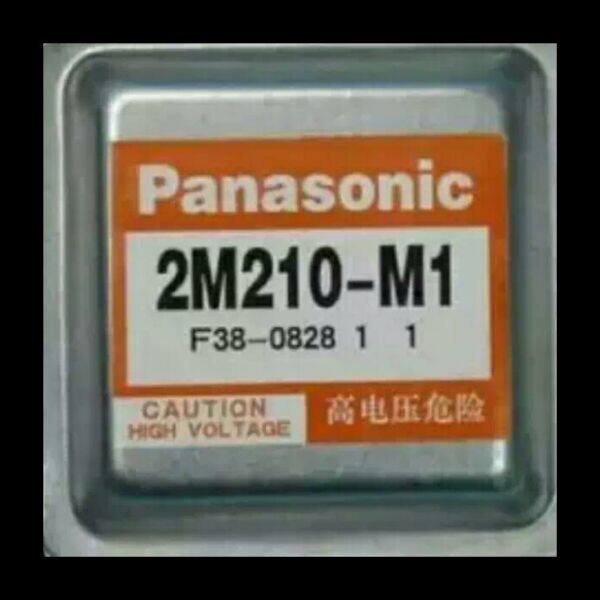 Panasonic
2M210-M1
F38-0828 1 1
CAUTION
HIGH VOLTAGE
高电压危险